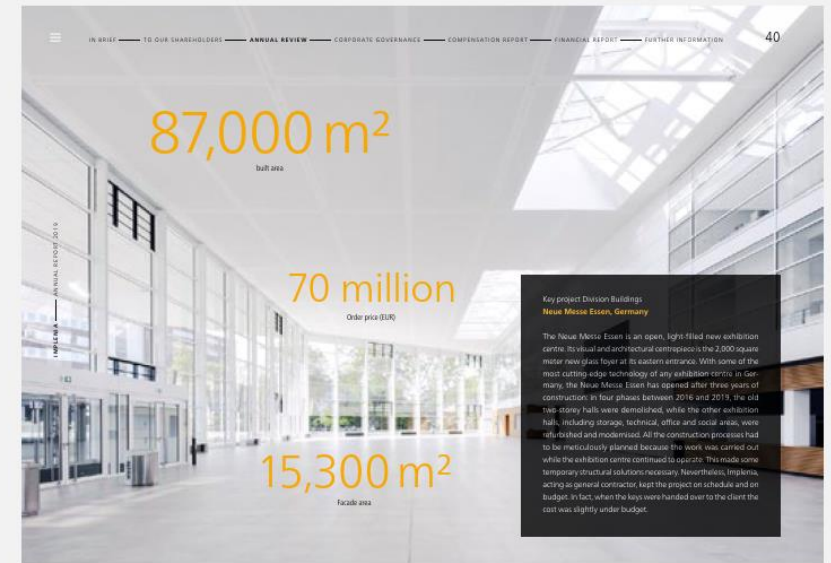 IN BRIEF TO OUR SHAREHOLDERS ANNUAL REVIEW CORPORATE GOVERNANCE COMPENSATION REPORT FINANCIAL REPORT FURTHER INFORMATION 40
87,000 m²
built area
IMPLENIA ANNUAL REPORT 2019
70 million
Order price (EUR)
15,300 m²
Facade area
Key project Division Buildings
Neue Messe Essen, Germany
The Neue Messe Essen is an open, light-filled new exhibition
centre. Its visual and architectural centrepiece is the 2,000 square
meter new glass foyer at its eastern entrance. With some of the
most cutting-edge technology of any exhibition centre in Ger-
many, the Neue Messe Essen has opened after three years of
construction: in four phases between 2016 and 2019, the old
two-storey halls were demolished, while the other exhibition
halls, including storage, technical, office and social areas, were
refurbished and modernised. All the construction processes had
to be meticulously planned because the work was carried out
while the exhibition centre continued to operate. This made some
temporary structural solutions necessary. Nevertheless, Implenia,
acting as general contractor, kept the project on schedule and on
budget. In fact, when the keys were handed over to the client the
cost was slightly under budget.